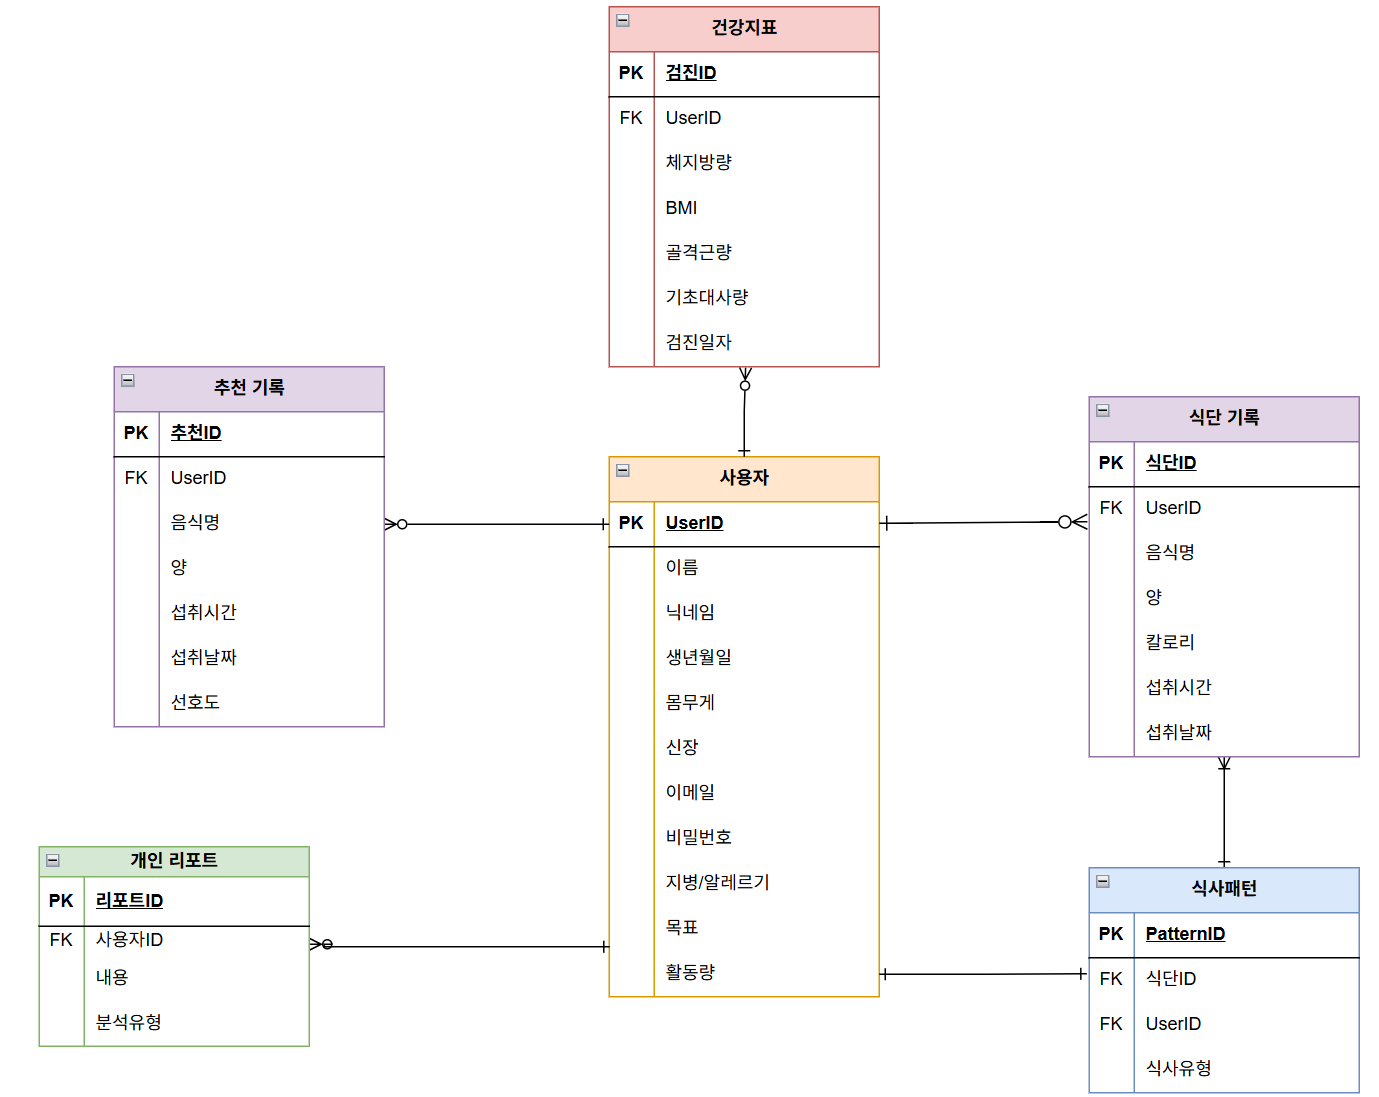 건강지표
PK 검진ID
FK UserID
체지방량
BMI
골격근량
기초대사량
검진일자
추천 기록
PK 추천ID
FK UserID
음식명
양
섭취시간
섭취날짜
선호도
사용자
PK UserID
이름
닉네임
생년월일
몸무게
신장
이메일
비밀번호
지병/알레르기
목표
활동량
식단 기록
PK 식단ID
FK UserID
음식명
양
칼로리
섭취시간
섭취날짜
개인 리포트
PK 리포트ID
FK 사용자ID
내용
분석유형
식사패턴
PK PatternID
FK 식단ID
FK UserID
식사유형